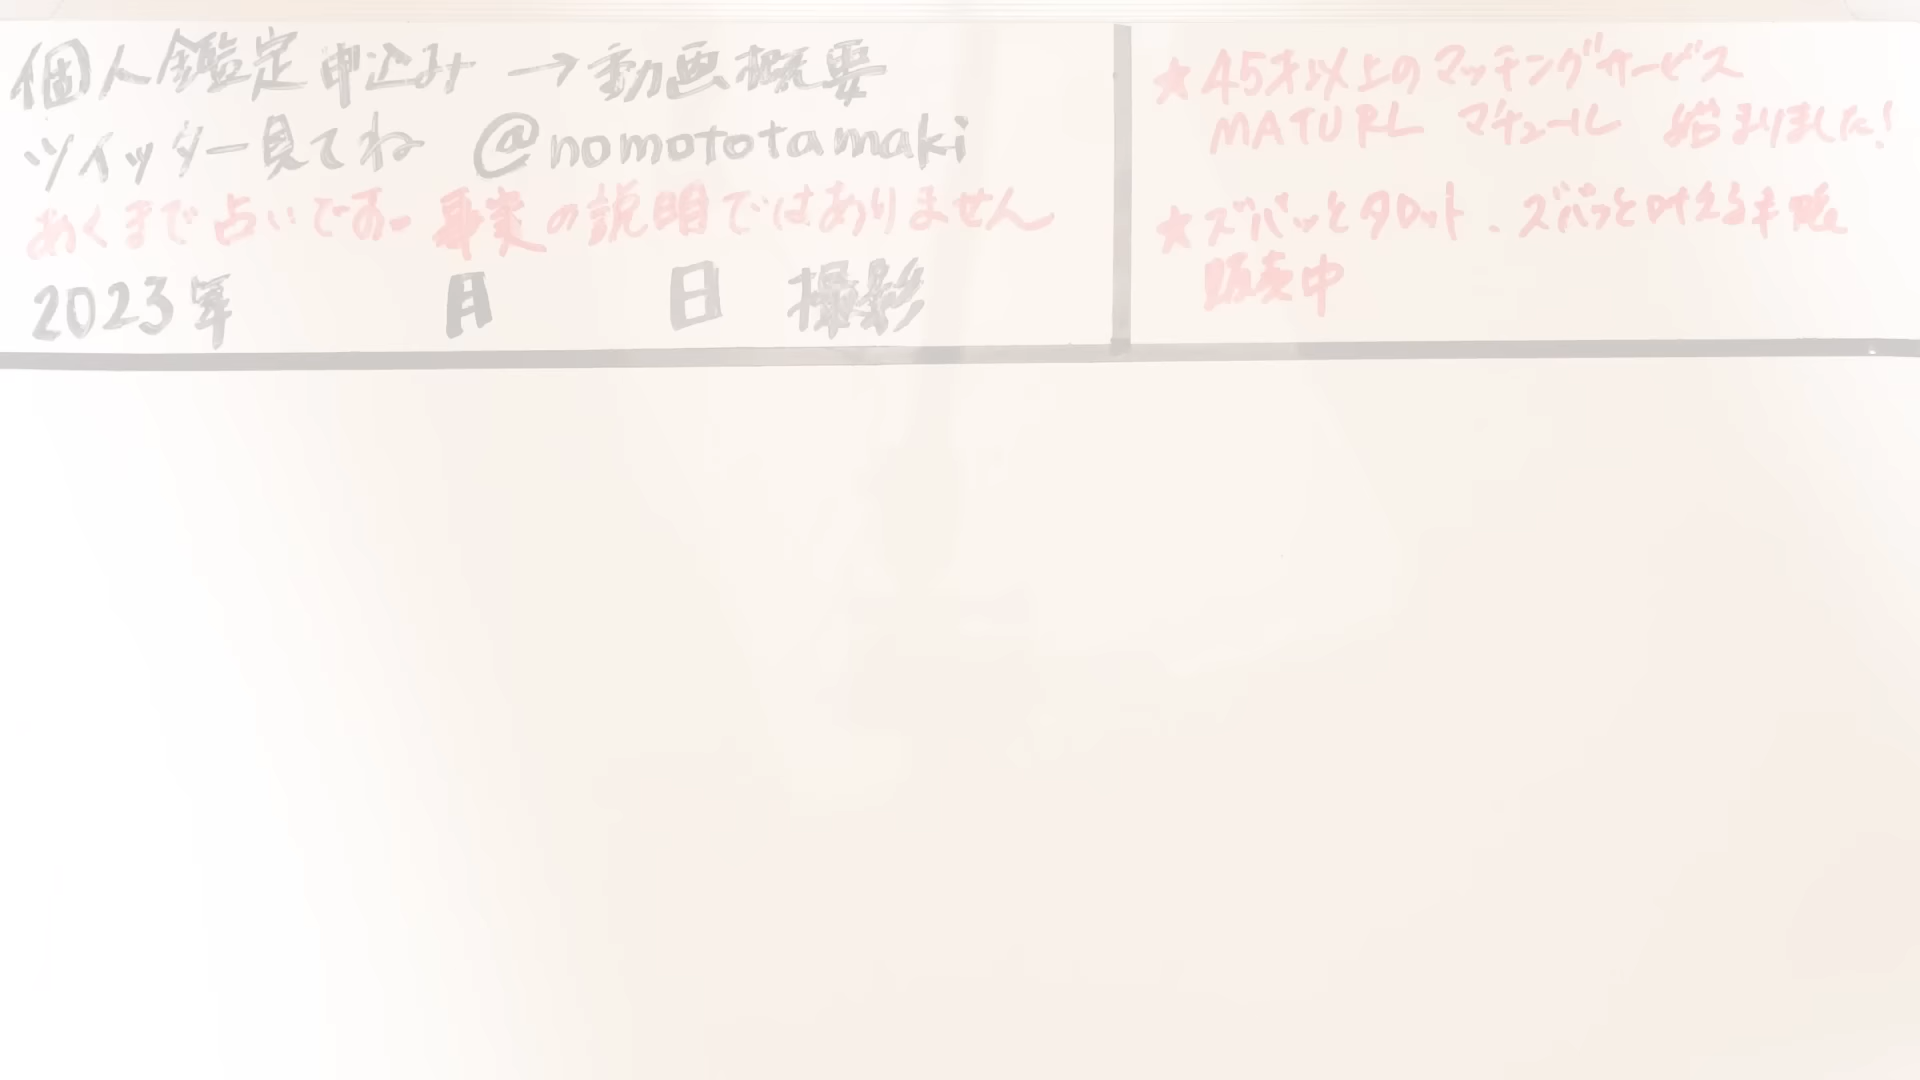 個人鑑定申込み→動画概要
ツイッター見てね @nomototamaki
あくまで占いです。事実の説明ではありません
2023年 月 日 撮影
★45才以上のマッチングサービス
MATURL マチュール 始まりました!
★ズバッとタロット、ズバッと叶える手帳
販売中